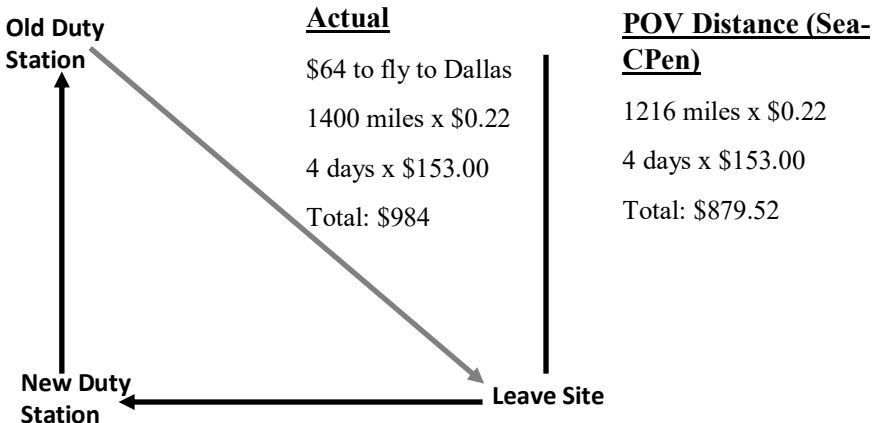 Old Duty
Station
Actual
$64 to fly to Dallas
1400 miles x $0.22
4 days x $153.00
Total: $984
POV Distance (Sea-
CPen)
1216 miles x $0.22
4 days x $153.00
Total: $879.52
New Duty
Station
Leave Site